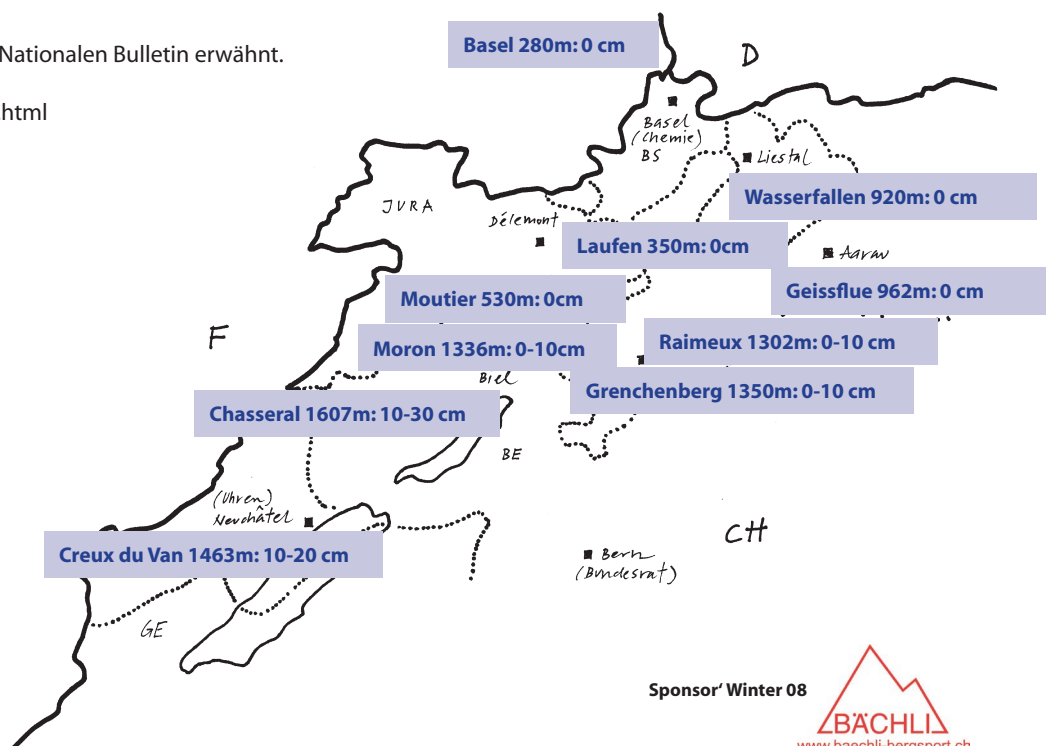 Nationalen Bulletin erwähnt.
html
Basel 280m: 0 cm
D
Basel
(Chemie)
BS
Liestal
Wasserfallen 920m: 0 cm
JURA
Délemont
Laufen 350m: 0cm
Aarau
Geissflue 962m: 0 cm
Moutier 530m: 0cm
F
Moron 1336m: 0-10cm
Raimeux 1302m: 0-10 cm
Biel
Grenchenberg 1350m: 0-10 cm
Chasseral 1607m: 10-30 cm
BE
(Uhren)
Neuchâtel
CH
Creux du Van 1463m: 10-20 cm
Bern
(Bundesrat)
GE
Sponsor' Winter 08
BÄCHLI
www.baechli-bergsport.ch